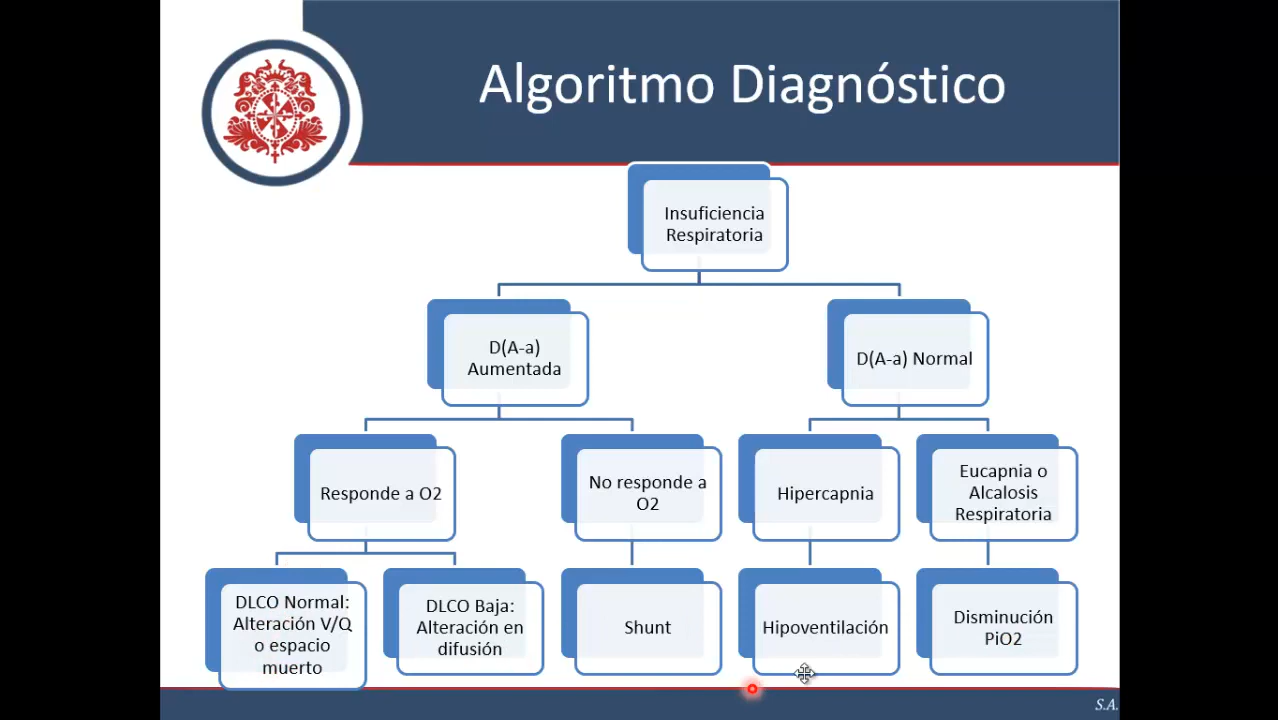 Algoritmo Diagnóstico
Insuficiencia
Respiratoria
D(A-a)
Aumentada
D(A-a) Normal
Responde a O2
No responde a
O2
Hipercapnia
Eucapnia o
Alcalosis
Respiratoria
DLCO Normal:
Alteración V/Q
o espacio
muerto
DLCO Baja:
Alteración en
difusión
Shunt
Hipoventilación
Disminución
PiO2
S.A.